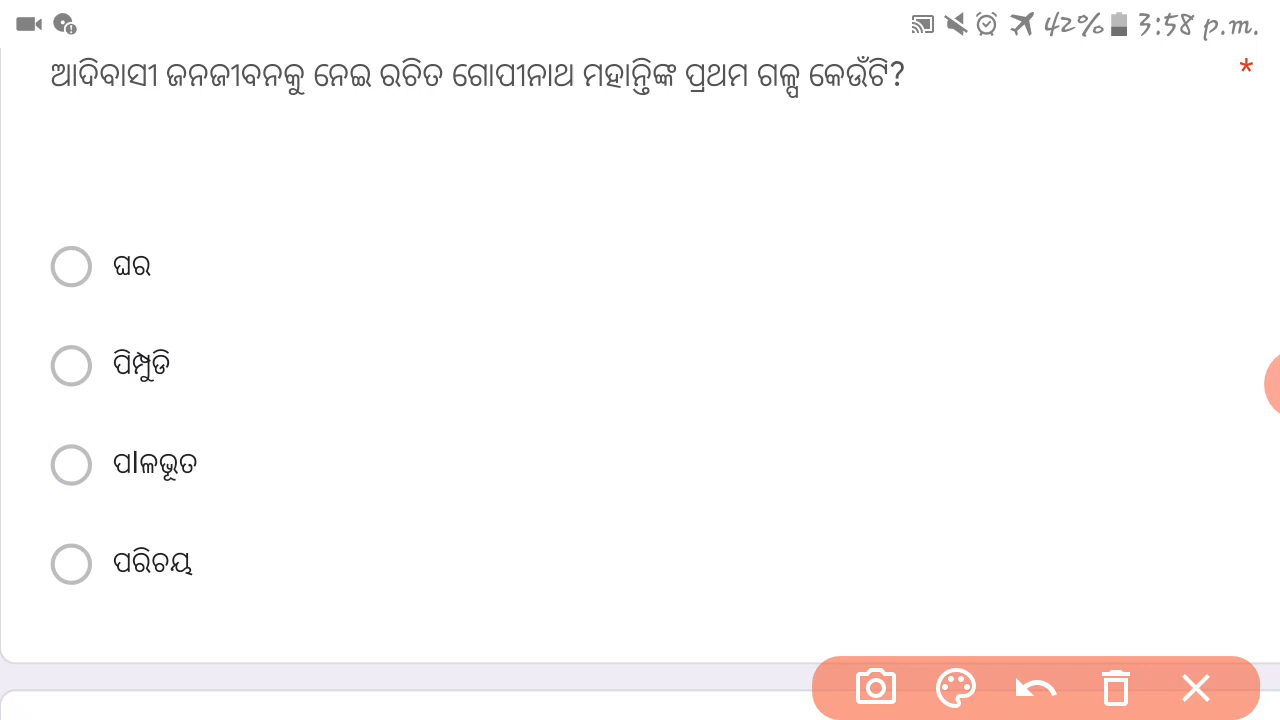 42% 3:58 p.m.
ଆଦିବାସୀ ଜନଜୀବନକୁ ନେଇ ରଚିତ ଗୋପୀନାଥ ମହାନ୍ତିଙ୍କ ପ୍ରଥମ ଗଳ୍ପ କେଉଁଟି? *
ଘର
ପିମ୍ପୁଡି
ପାଳଭୂତ
ପରିଚୟ